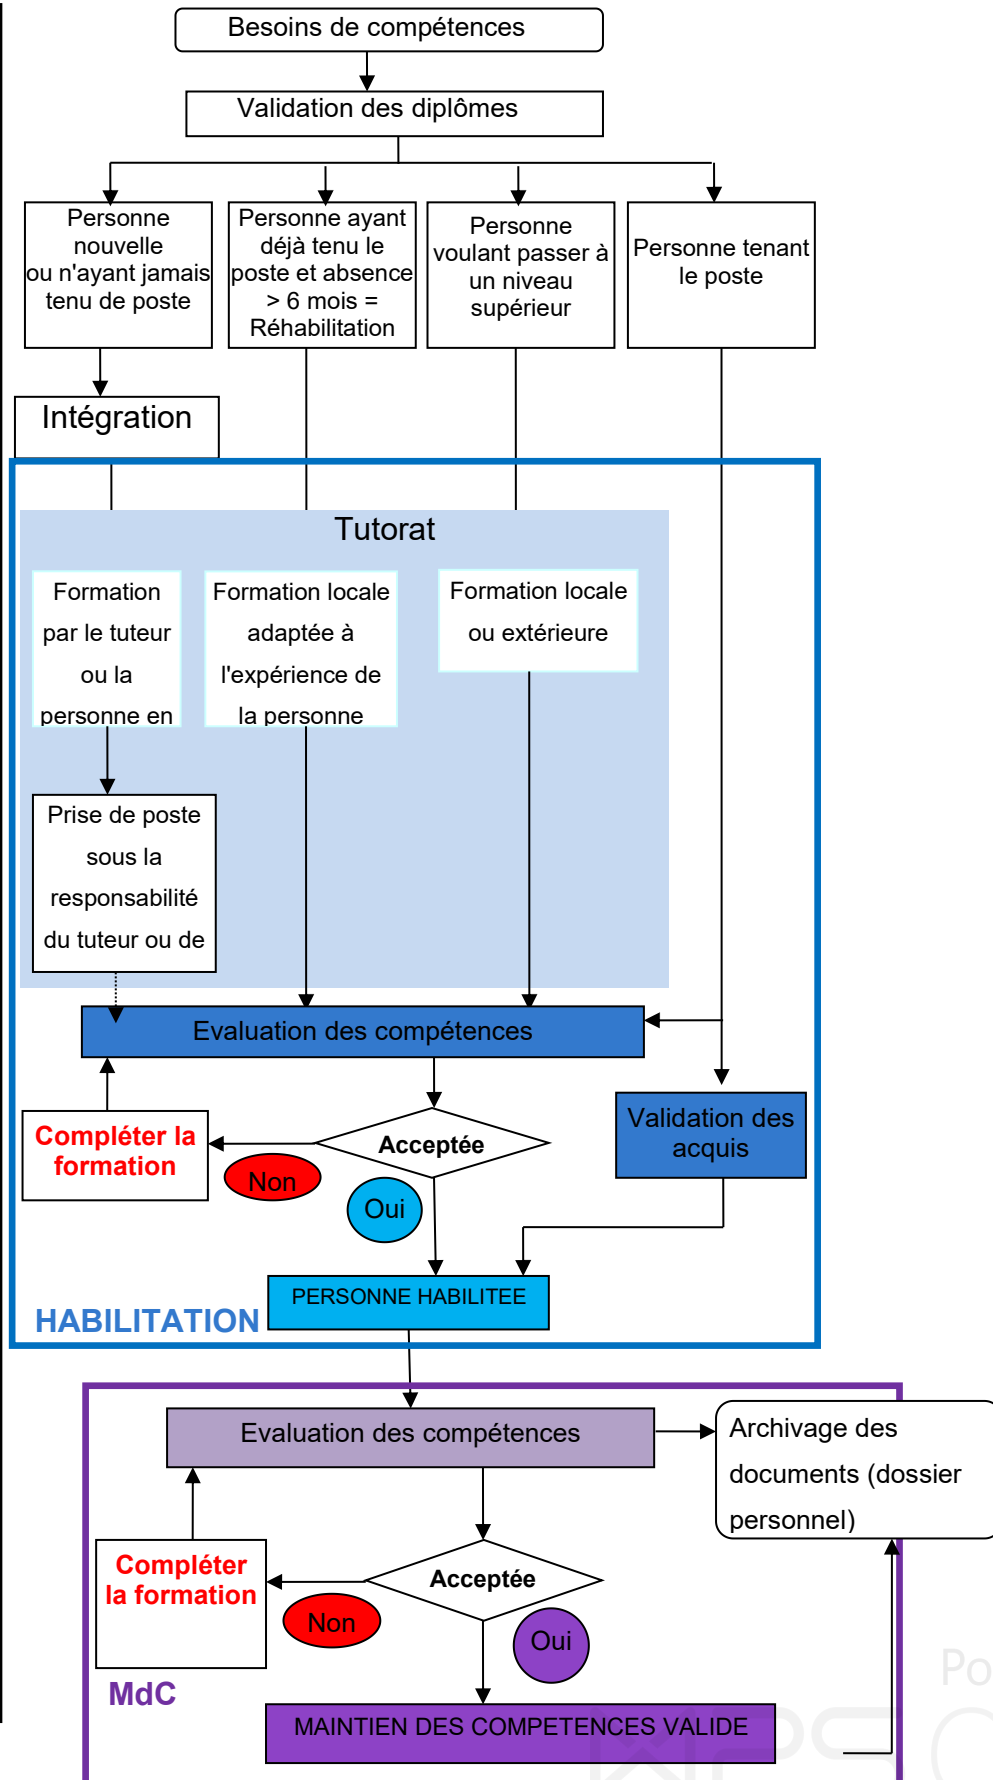 Besoins de compétences
Validation des diplômes
Personne
nouvelle
ou n'ayant jamais
tenu de poste
Personne ayant
déjà tenu le
poste et absence
> 6 mois =
Réhabilitation
Personne
voulant passer à
un niveau
supérieur
Personne tenant
le poste
Intégration
Tutorat
Formation
par le tuteur
ou la
personne en
Formation locale
adaptée à
l'expérience de
la personne
Formation locale
ou extérieure
Prise de poste
sous la
responsabilité
du tuteur ou de
Evaluation des compétences
Compléter la
formation
Acceptée
Non
Oui
Validation des
acquis
PERSONNE HABILITEE
HABILITATION
Evaluation des compétences
Archivage des
documents (dossier
personnel)
Compléter
la formation
Acceptée
Non
Oui
MdC
MAINTIEN DES COMPETENCES VALIDE
Po